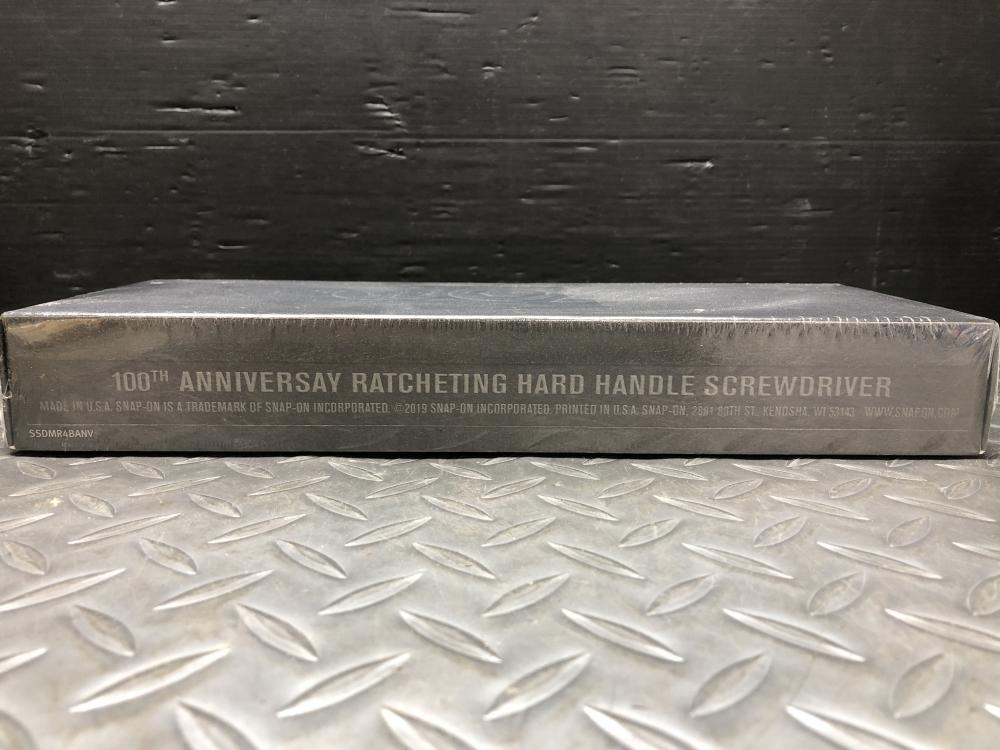 100TH ANNIVERSAY RATCHETING HARD HANDLE SCREWDRIVER
MADE IN U.S.A. SNAP-ON IS A TRADEMARK OF SNAP-ON INCORPORATED. ©2019 SNAP-ON INCORPORATED. PRINTED IN U.S.A. SNAP-ON, 2801 80TH ST., KENOSHA, WI 53143 WWW.SNAPON.COM
SSDMR4BANV